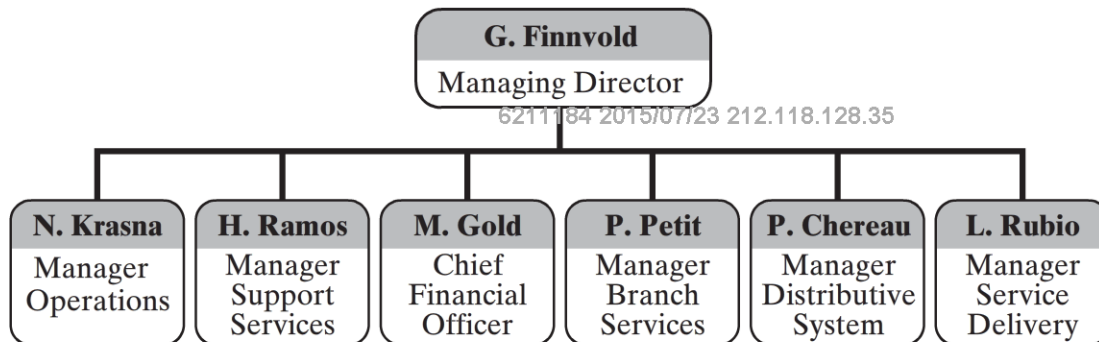 G. Finnvold
Managing Director
6211184 2015/07/23 212.118.128.35
N. Krasna
Manager
Operations
H. Ramos
Manager
Support
Services
M. Gold
Chief
Financial
Officer
P. Petit
Manager
Branch
Services
P. Chereau
Manager
Distributive
System
L. Rubio
Manager
Service
Delivery